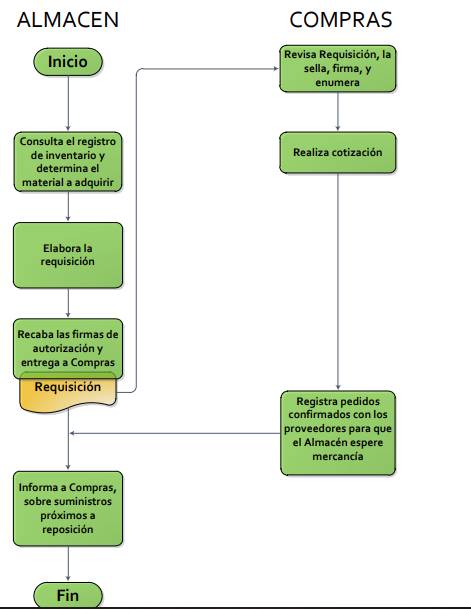 ALMACEN
Inicio
Consulta el registro
de inventario y
determina el
material a adquirir
Elabora la
requisición
Recaba las firmas de
autorización y
entrega a Compras
Requisición
Informa a Compras,
sobre suministros
próximos a
reposición
Fin
COMPRAS
Revisa Requisición, la
sella, firma, y
enumera
Realiza cotización
Registra pedidos
confirmados con los
proveedores para que
el Almacén espere
mercancía